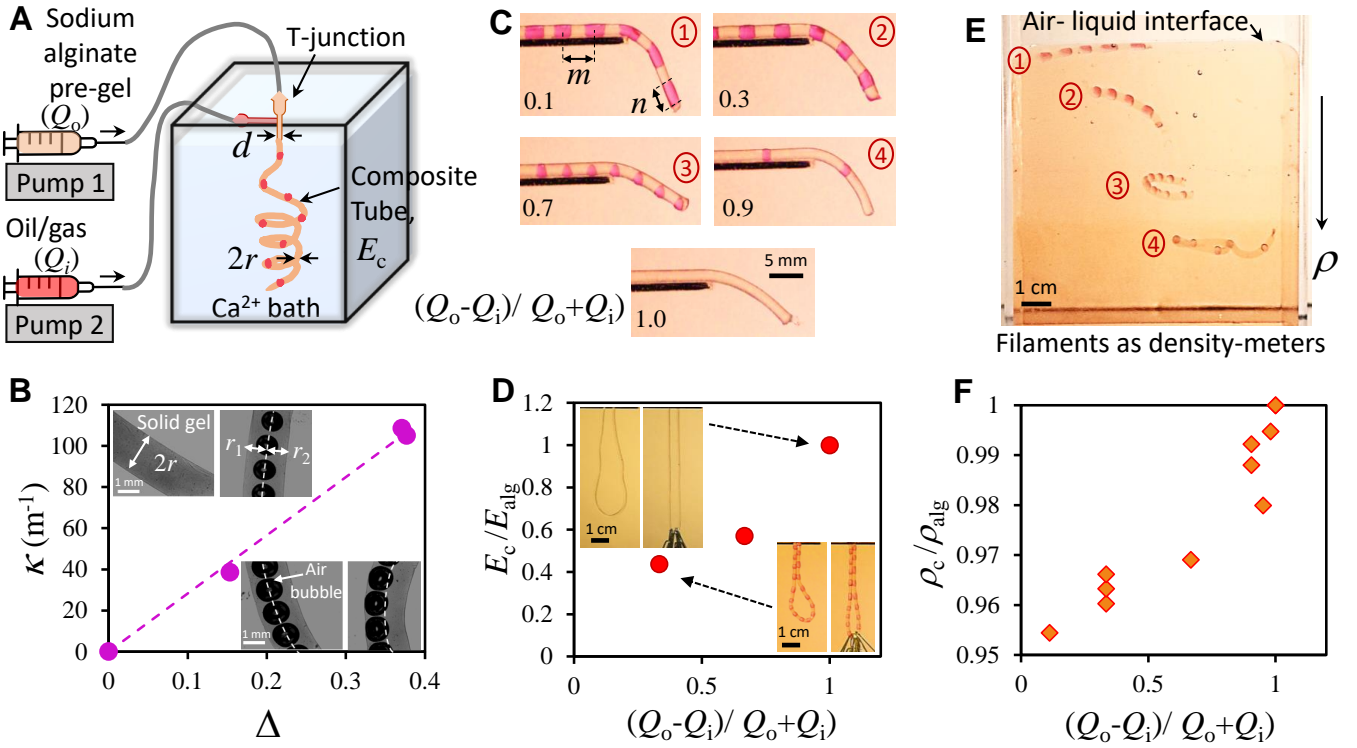 A
Sodium
alginate
pre-gel
(Qo)
Pump 1
Oil/gas
(Qi)
Pump 2
T-junction
d
Composite
Tube,
Ec
2r
Ca2+ bath
B
κ (m-1)
120
100
80
60
40
20
0
0
0.1
0.2
0.3
0.4
Δ
Solid gel
2r
1 mm
r1
r2
Air
bubble
1 mm
C
1
m
n
0.1
2
0.3
3
0.7
4
0.9
5 mm
1.0
(Qo-Qi)/ Qo+Qi)
D
Ec/Ealg
1.2
1
0.8
0.6
0.4
0.2
0
0
0.5
1
(Qo-Qi)/ Qo+Qi)
1 cm
1 cm
E
Air- liquid interface
1
2
3
4
1 cm
ρ
Filaments as density-meters
F
ρc/ρalg
1
0.99
0.98
0.97
0.96
0.95
0
0.5
1
(Qo-Qi)/ Qo+Qi)